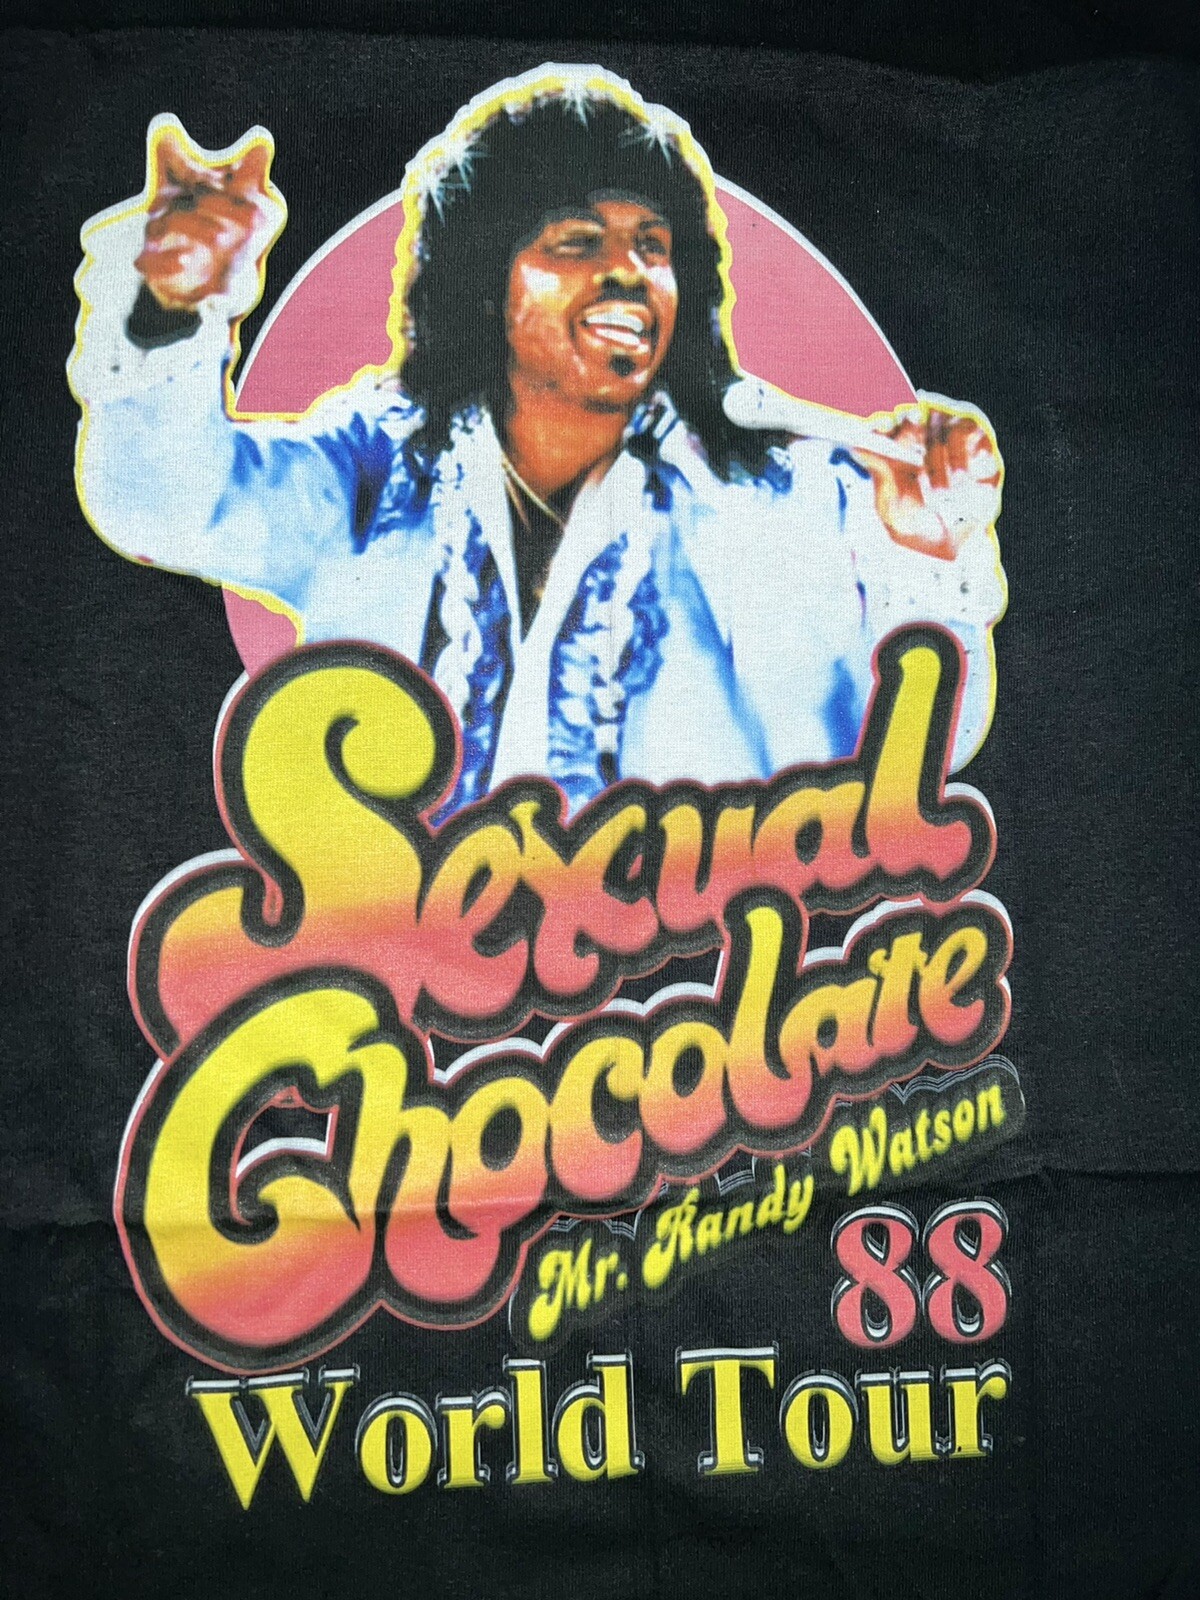 Sexual
Chocolate
Mr. Randy Watson
88
World Tour